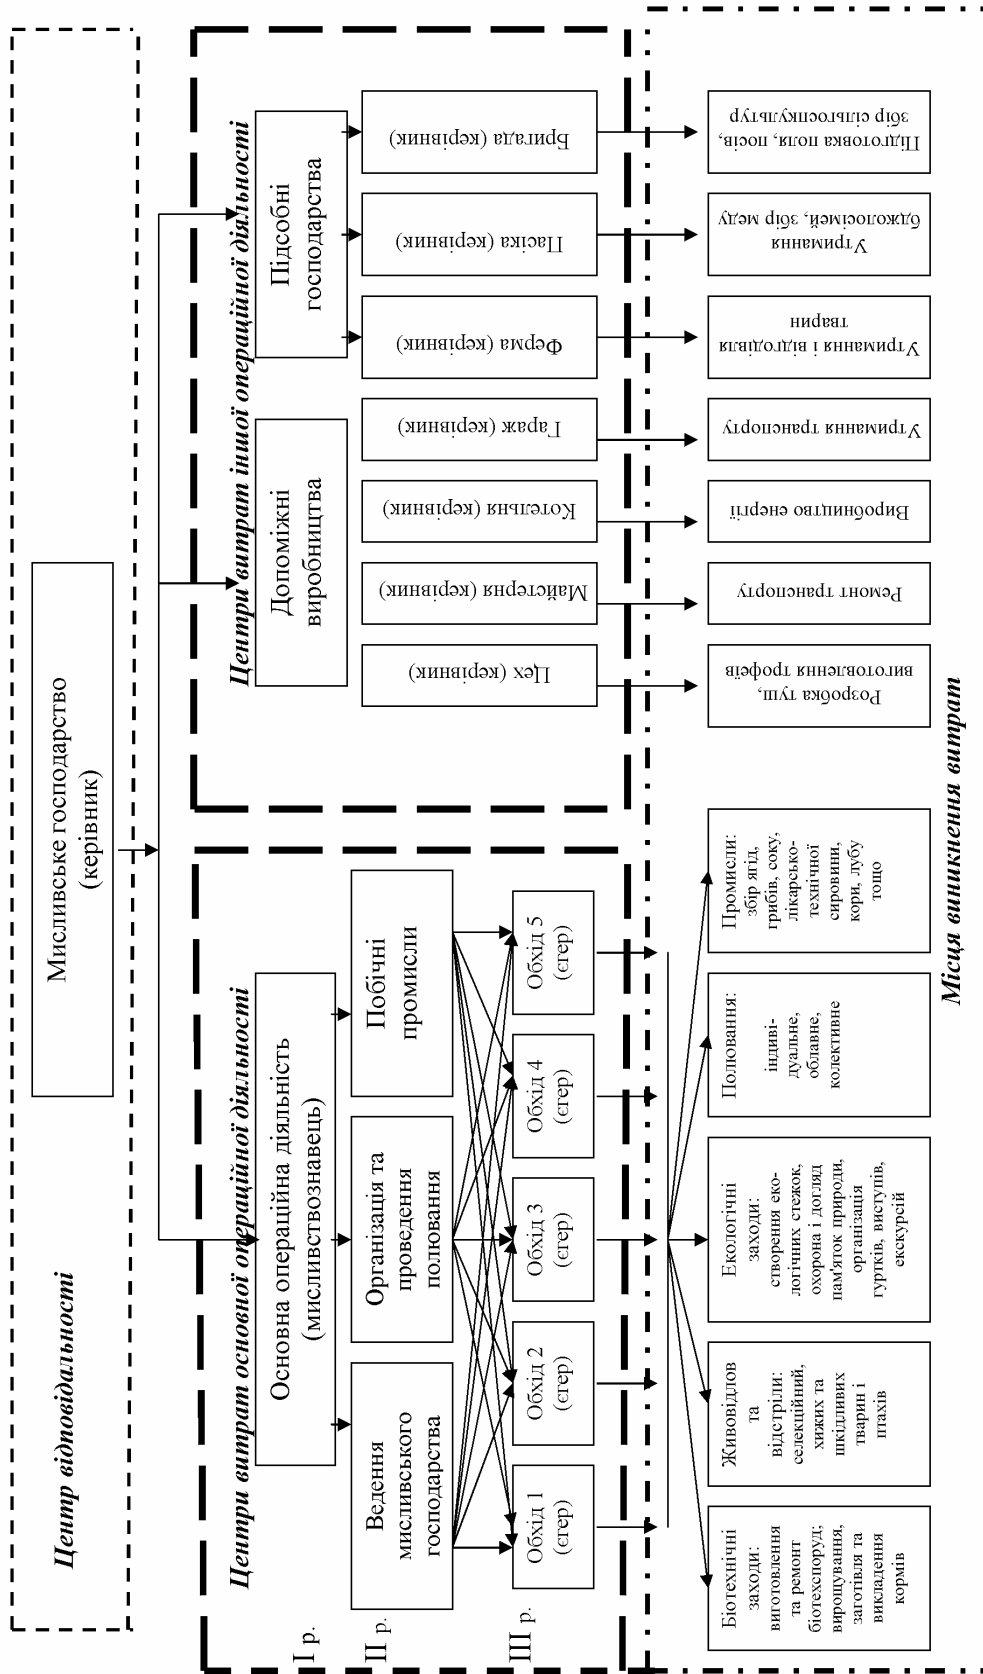 Центр відповідальності
Мисливське господарство
(керівник)
Центри витрат основної операційної діяльності
І р.
Основна операційна діяльність
(мисливствознавець)
ІІ р.
Ведення
мисливського
господарства
Організація та
проведення
полювання
Побічні
промисли
ІІІ р.
Обхід 1
(єгер)
Обхід 2
(єгер)
Обхід 3
(єгер)
Обхід 4
(єгер)
Обхід 5
(єгер)
Центри витрат іншої операційної діяльності
Допоміжні
виробництва
Підсобні
господарства
Цех (керівник)
Майстерня (керівник)
Котельня (керівник)
Гараж (керівник)
Ферма (керівник)
Пасіка (керівник)
Бригада (керівник)
Біотехнічні
заходи:
виготовлення
та ремонт
біотехспоруд;
вирощування,
заготівля та
викладення
кормів
Живовідлов
та
відстріли:
селекційний,
хижих та
шкідливих
тварин і
птахів
Екологічні
заходи:
створення еко-
логічних стежок,
охорона і догляд
пам'яток природи,
організація
гуртків, виступів,
екскурсій
Полювання:
індиві-
дуальне,
облавне,
колективне
Промисли:
збір ягід,
грибів, соку,
лікарсько-
технічної
сировини,
кори, лубу
тощо
Розробка туш,
виготовлення трофеїв
Ремонт транспорту
Виробництво енергії
Утримання транспорту
Утримання і відгодівля
тварин
Утримання
бджолосімей, збір меду
Підготовка поля, посів,
збір сільгоспкультур
Місця виникнення витрат